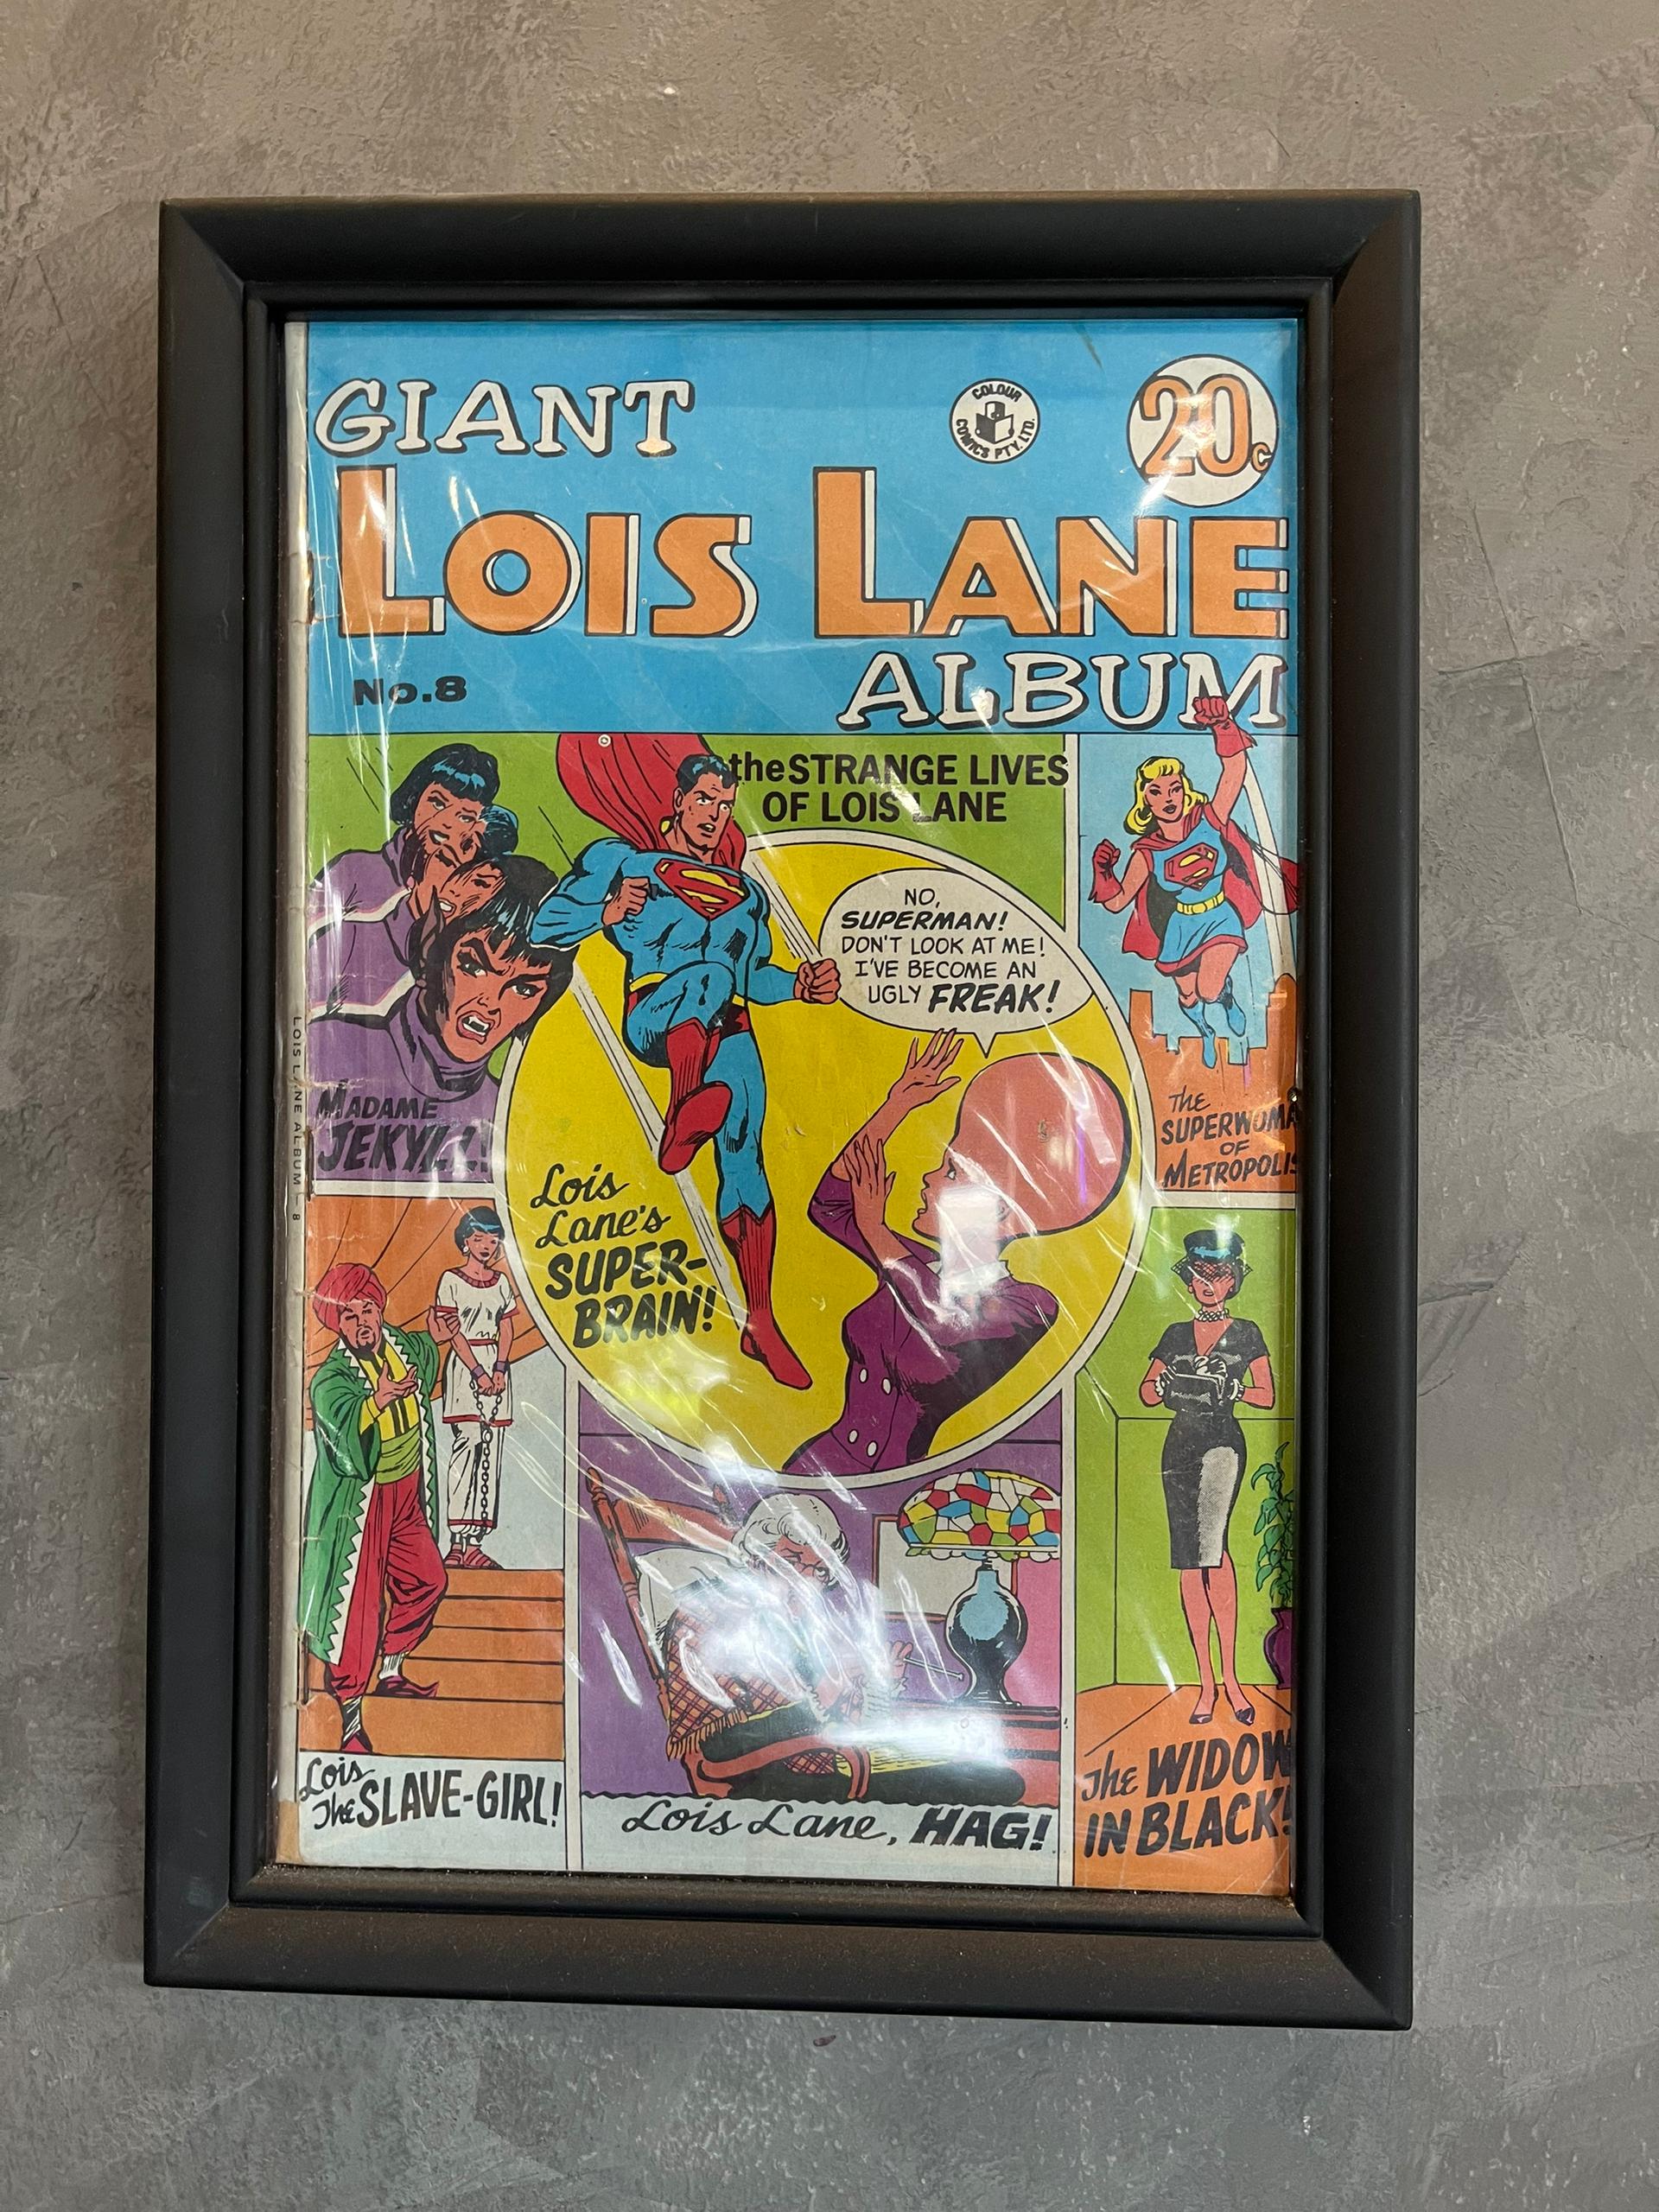 GIANT
COLOUR
COMICS PTY. LTD.
20c
LOIS LANE
No.8
ALBUM
the STRANGE LIVES
OF LOIS LANE
NO,
SUPERMAN!
DON'T LOOK AT ME!
I'VE BECOME AN
UGLY FREAK!
MADAME
JEKYLL!
The
SUPERWOMA
OF
METROPOLIS
LOIS LANE ALBUM 8
Lois
Lane's
SUPER-
BRAIN!
Lois
The SLAVE-GIRL!
Lois Lane, HAG!
The WIDOW
IN BLACK!